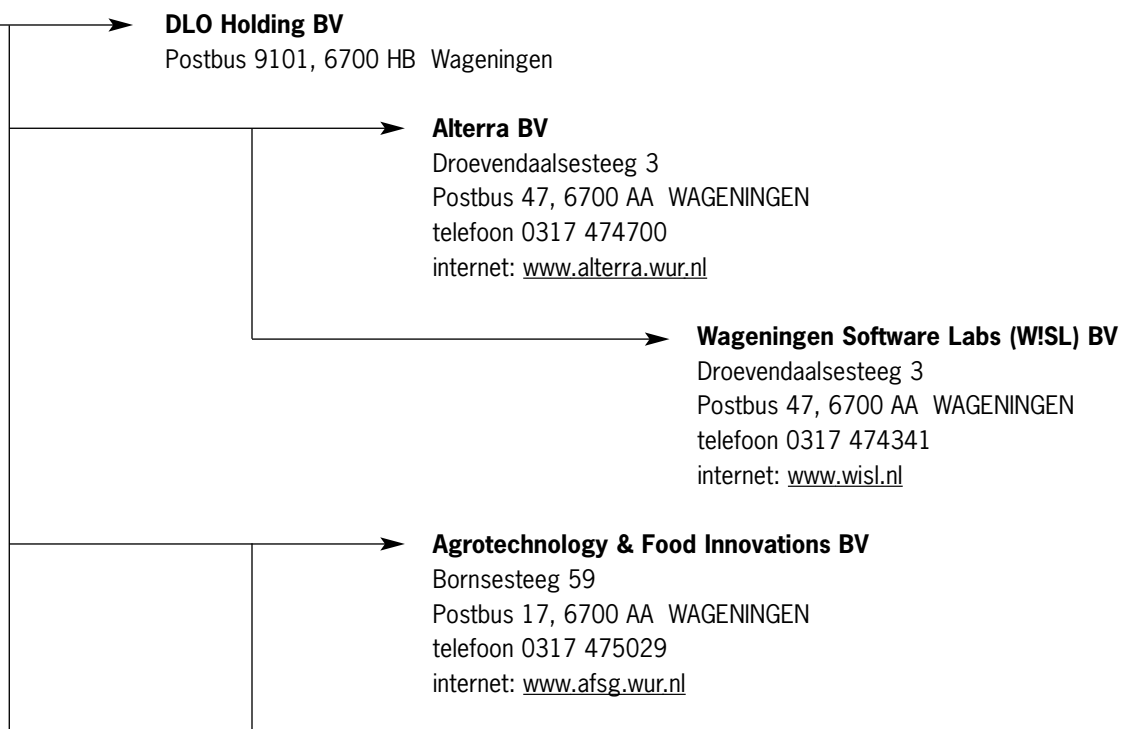 DLO Holding BV
Postbus 9101, 6700 HB Wageningen
Alterra BV
Droevendaalsesteeg 3
Postbus 47, 6700 AA WAGENINGEN
telefoon 0317 474700
internet: www.alterra.wur.nl
Wageningen Software Labs (W!SL) BV
Droevendaalsesteeg 3
Postbus 47, 6700 AA WAGENINGEN
telefoon 0317 474341
internet: www.wisl.nl
Agrotechnology & Food Innovations BV
Bornsesteeg 59
Postbus 17, 6700 AA WAGENINGEN
telefoon 0317 475029
internet: www.afsg.wur.nl